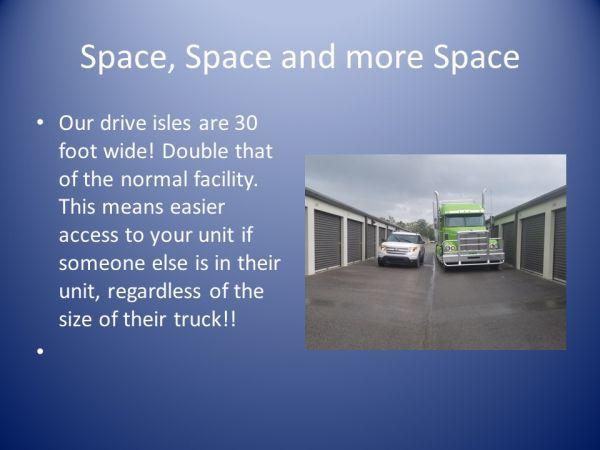 Space, Space and more Space
• Our drive isles are 30
foot wide! Double that
of the normal facility.
This means easier
access to your unit if
someone else is in their
unit, regardless of the
size of their truck!!
•